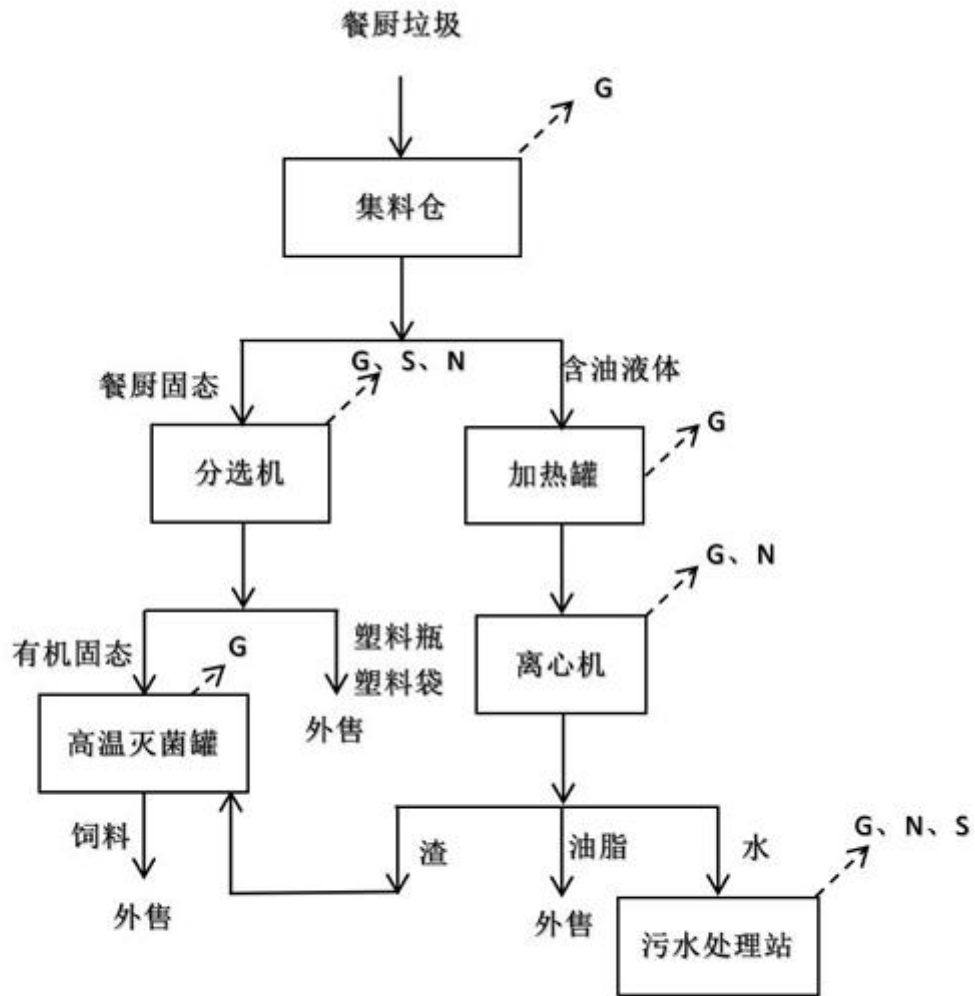 餐厨垃圾
G
集料仓
G、S、N
餐厨固态
含油液体
G
分选机
加热罐
G、N
有机固态
G
塑料瓶
塑料袋
外售
离心机
高温灭菌罐
饲料
外售
渣
油脂
外售
水
G、N、S
污水处理站